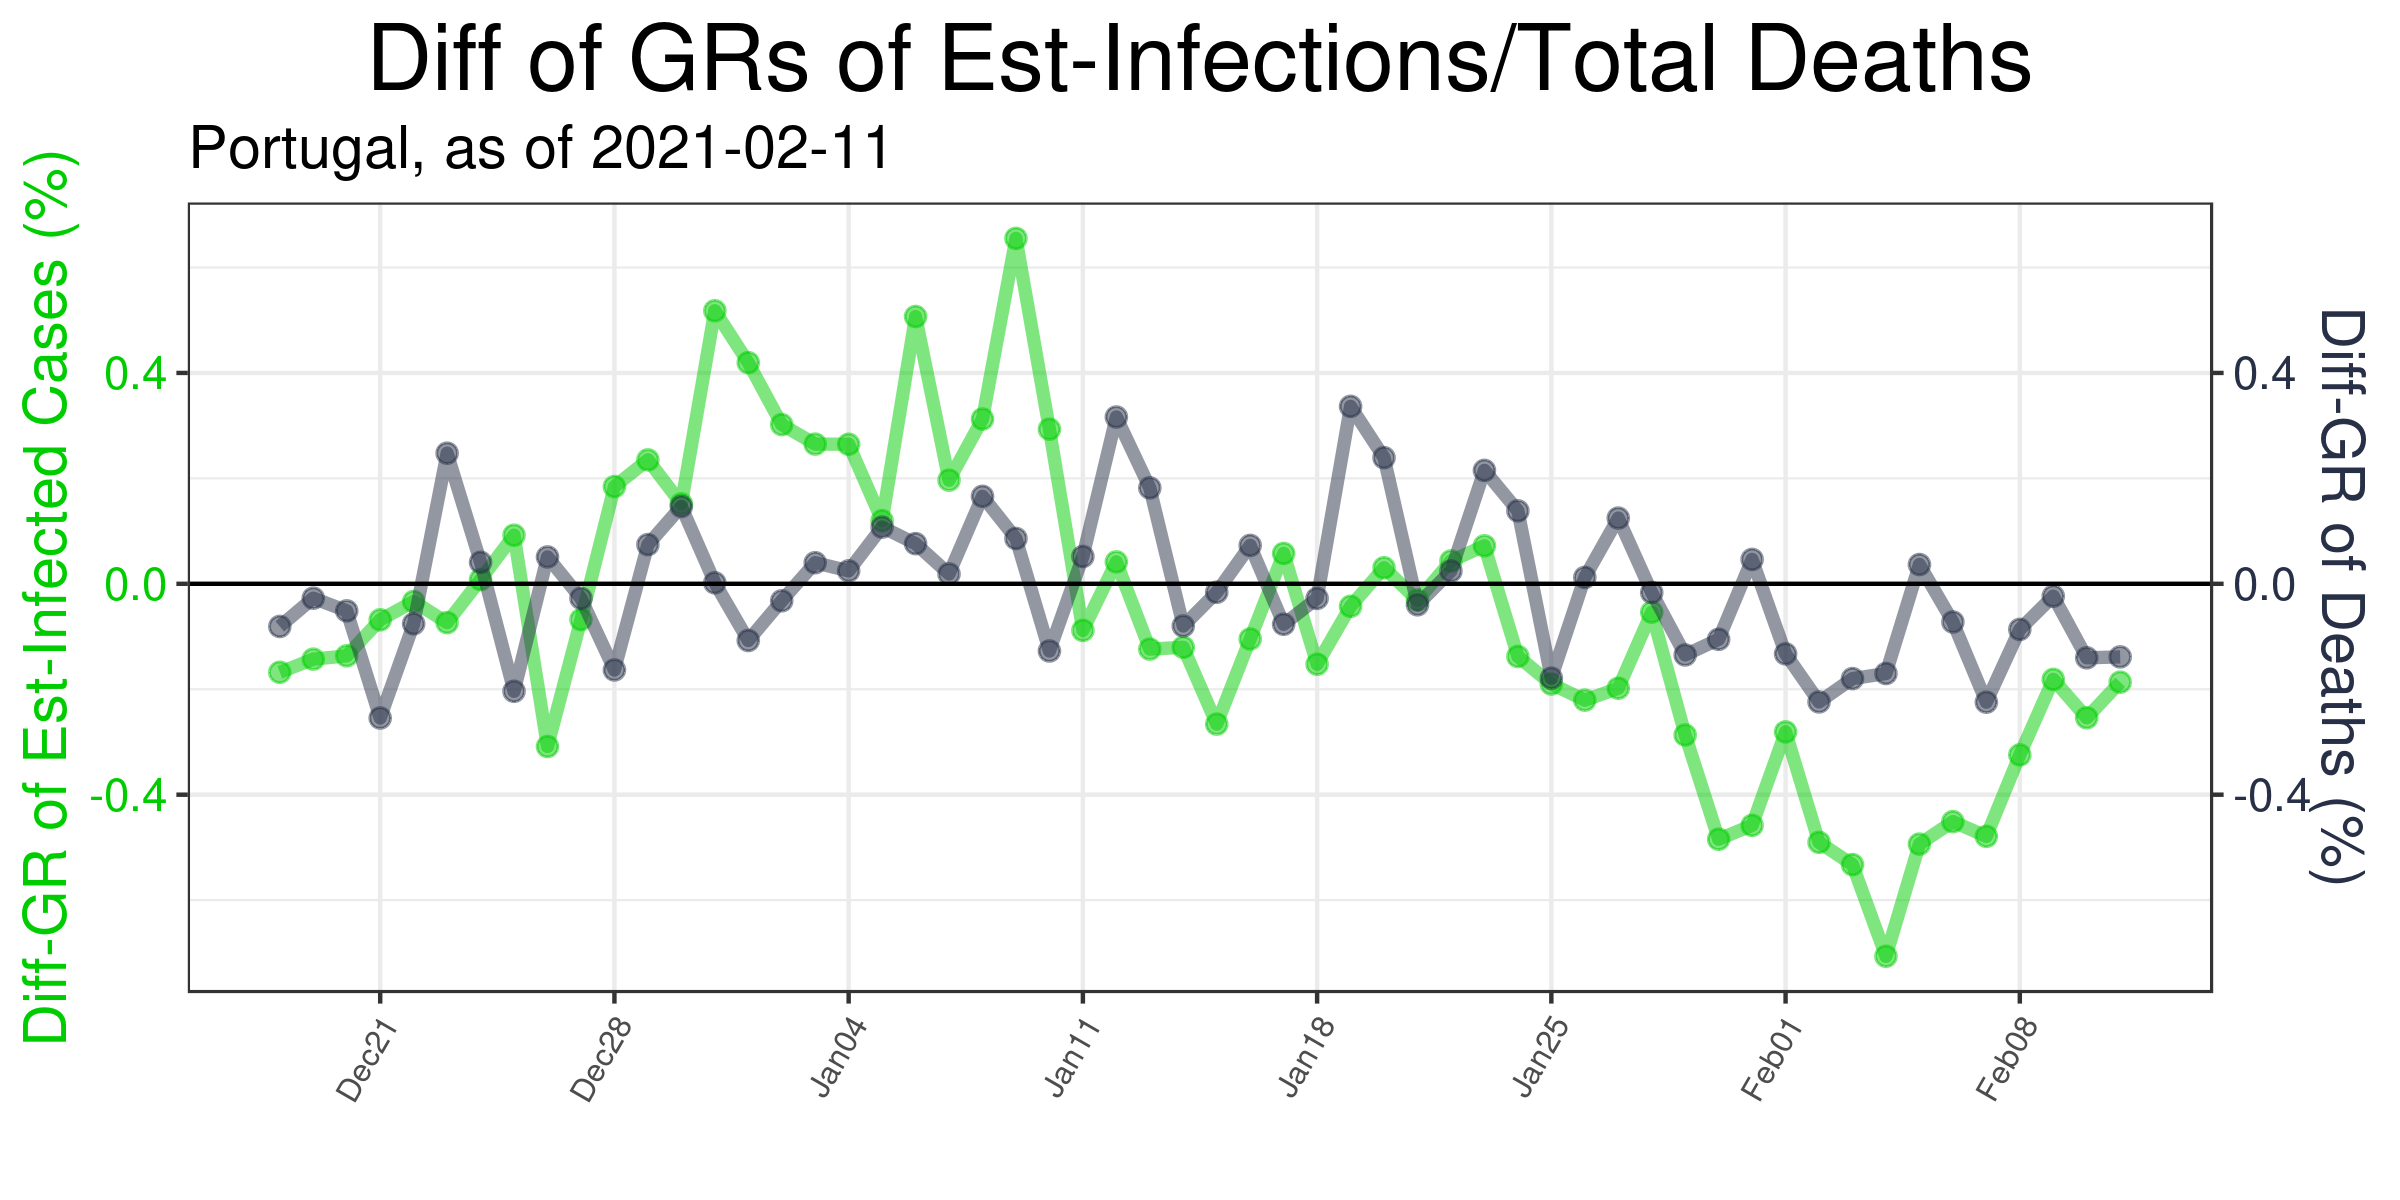 Diff of GRs of Est-Infections/Total Deaths
Portugal, as of 2021-02-11
Diff-GR of Est-Infected Cases (%)
0.4
0.0
-0.4
0.4
0.0
-0.4
Diff-GR of Deaths (%)
Dec21
Dec28
Jan04
Jan11
Jan18
Jan25
Feb01
Feb08